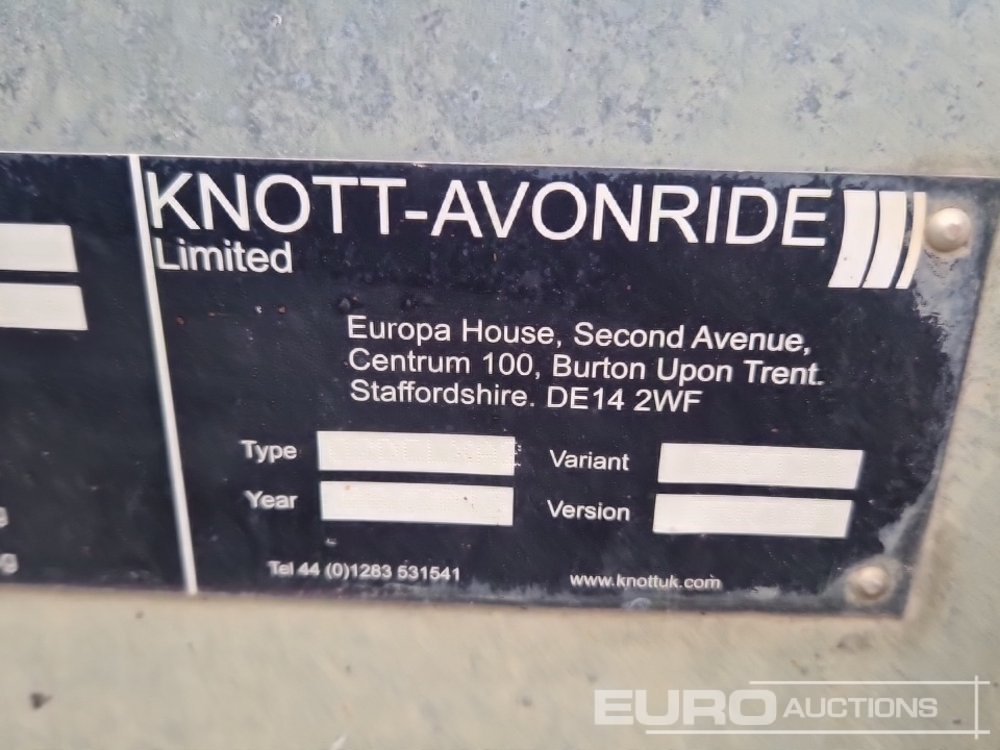 KNOTT-AVONRIDE
Limited
Europa House, Second Avenue,
Centrum 100, Burton Upon Trent.
Staffordshire. DE14 2WF
Type
Variant
Year
Version
Tel 44 (0)1283 531541
www.knottuk.com
g
g
EURO AUCTIONS